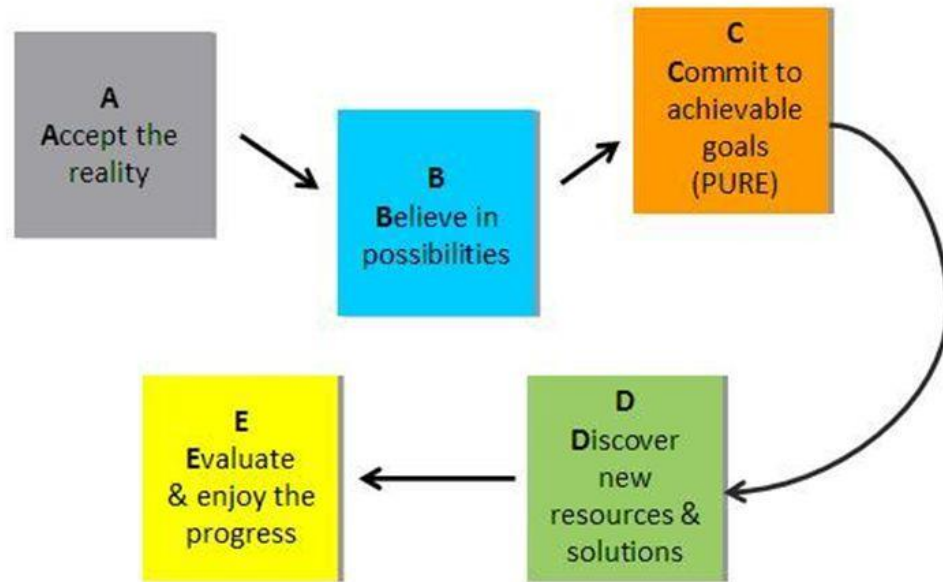 A
Accept the
reality
B
Believe in
possibilities
C
Commit to
achievable
goals
(PURE)
D
Discover
new
resources &
solutions
E
Evaluate
& enjoy the
progress